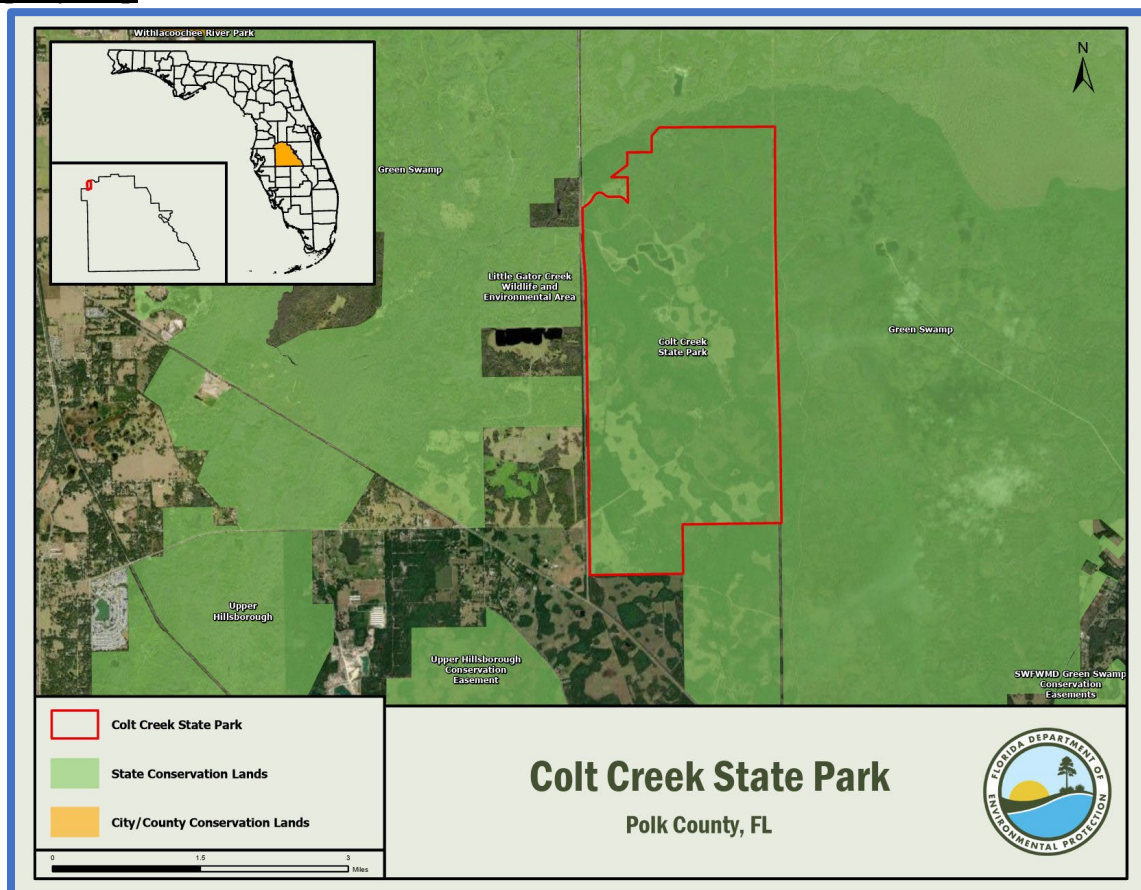 Withlacoochee River Park
N
Green Swamp
Little Gator Creek
Wildlife and
Environmental Area
Colt Creek
State Park
Green Swamp
Upper
Hillsborough
Upper Hillsborough
Conservation
Easement
SWFWMD Green Swamp
Conservation
Easements
Colt Creek State Park
State Conservation Lands
City/County Conservation Lands
0 1.5 3
Miles
Colt Creek State Park
Polk County, FL
FLORIDA DEPARTMENT OF
ENVIRONMENTAL PROTECTION